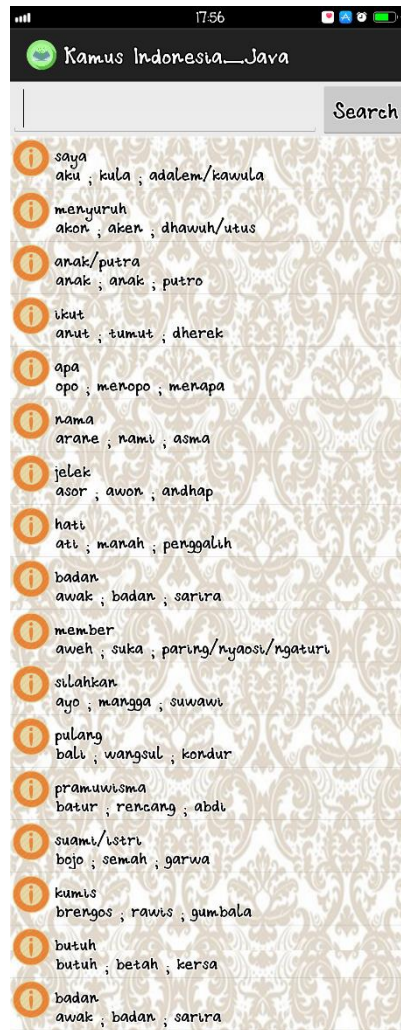 17:56
Kamus Indonesia_Java
Search
saya
aku ; kula ; adalem/kawula
menyuruh
akon ; aken ; dhawuh/utus
anak/putra
anak ; anak ; putro
ikut
anut ; tumut ; dherek
apa
opo ; menopo ; menapa
nama
arane ; nami ; asma
jelek
asor ; awon ; andhap
hati
ati ; manah ; penggalih
badan
awak ; badan ; sarira
member
aweh ; suka ; paring/nyaosi/ngaturi
silahkan
ayo ; mangga ; suwawi
pulang
bali ; wangsul ; kondur
pramuwisma
batur ; rencang ; abdi
suami/istri
bojo ; semah ; garwa
kumis
brengos ; rawis ; gumbala
butuh
butuh ; betah ; kersa
badan
awak ; badan ; sarira